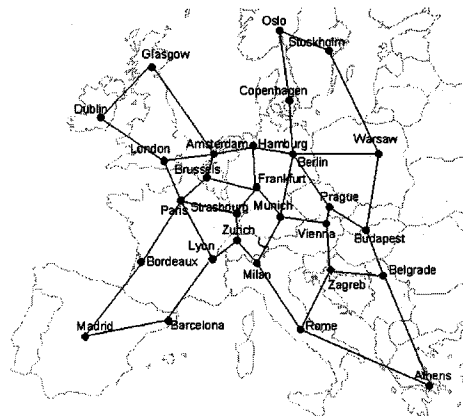 Oslo
Stockholm
Glasgow
Copenhagen
Dublin
London
Amsterdam
Hamburg
Warsaw
Berlin
Brussels
Frankfurt
Prague
Paris
Strasbourg
Munich
Vienna
Budapest
Zurich
Lyon
Bordeaux
Milan
Belgrade
Zagreb
Madrid
Barcelona
Rome
Athens